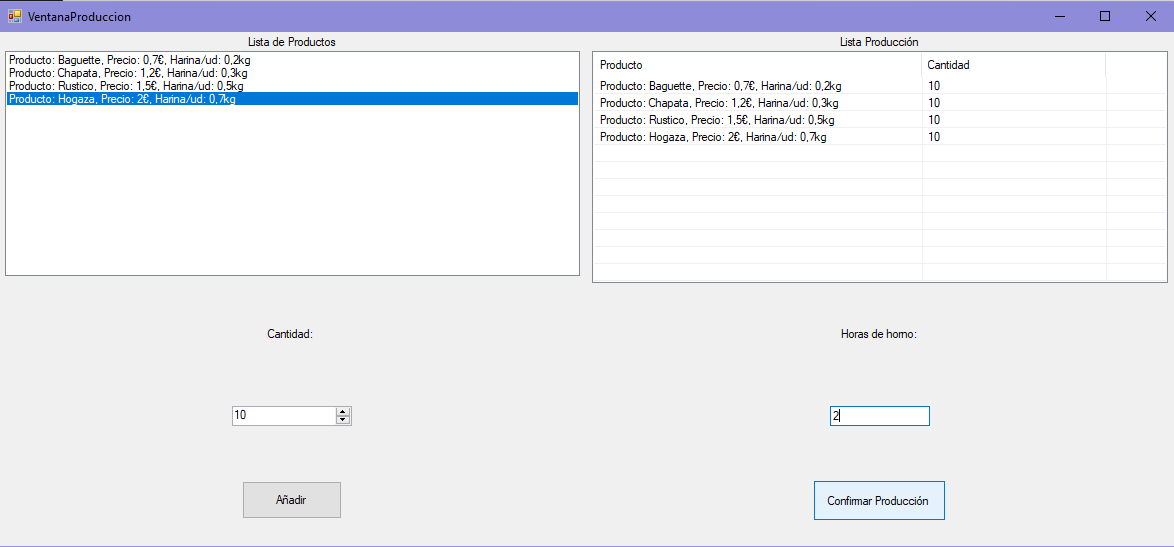 VentanaProduccion
Lista de Productos
Producto: Baguette, Precio: 0,7€, Harina/ud: 0,2kg
Producto: Chapata, Precio: 1,2€, Harina/ud: 0,3kg
Producto: Rustico, Precio: 1,5€, Harina/ud: 0,5kg
Producto: Hogaza, Precio: 2€, Harina/ud: 0,7kg
Lista Producción
Producto Cantidad
Producto: Baguette, Precio: 0,7€, Harina/ud: 0,2kg 10
Producto: Chapata, Precio: 1,2€, Harina/ud: 0,3kg 10
Producto: Rustico, Precio: 1,5€, Harina/ud: 0,5kg 10
Producto: Hogaza, Precio: 2€, Harina/ud: 0,7kg 10
Cantidad:
10
Añadir
Horas de horno:
2
Confirmar Producción